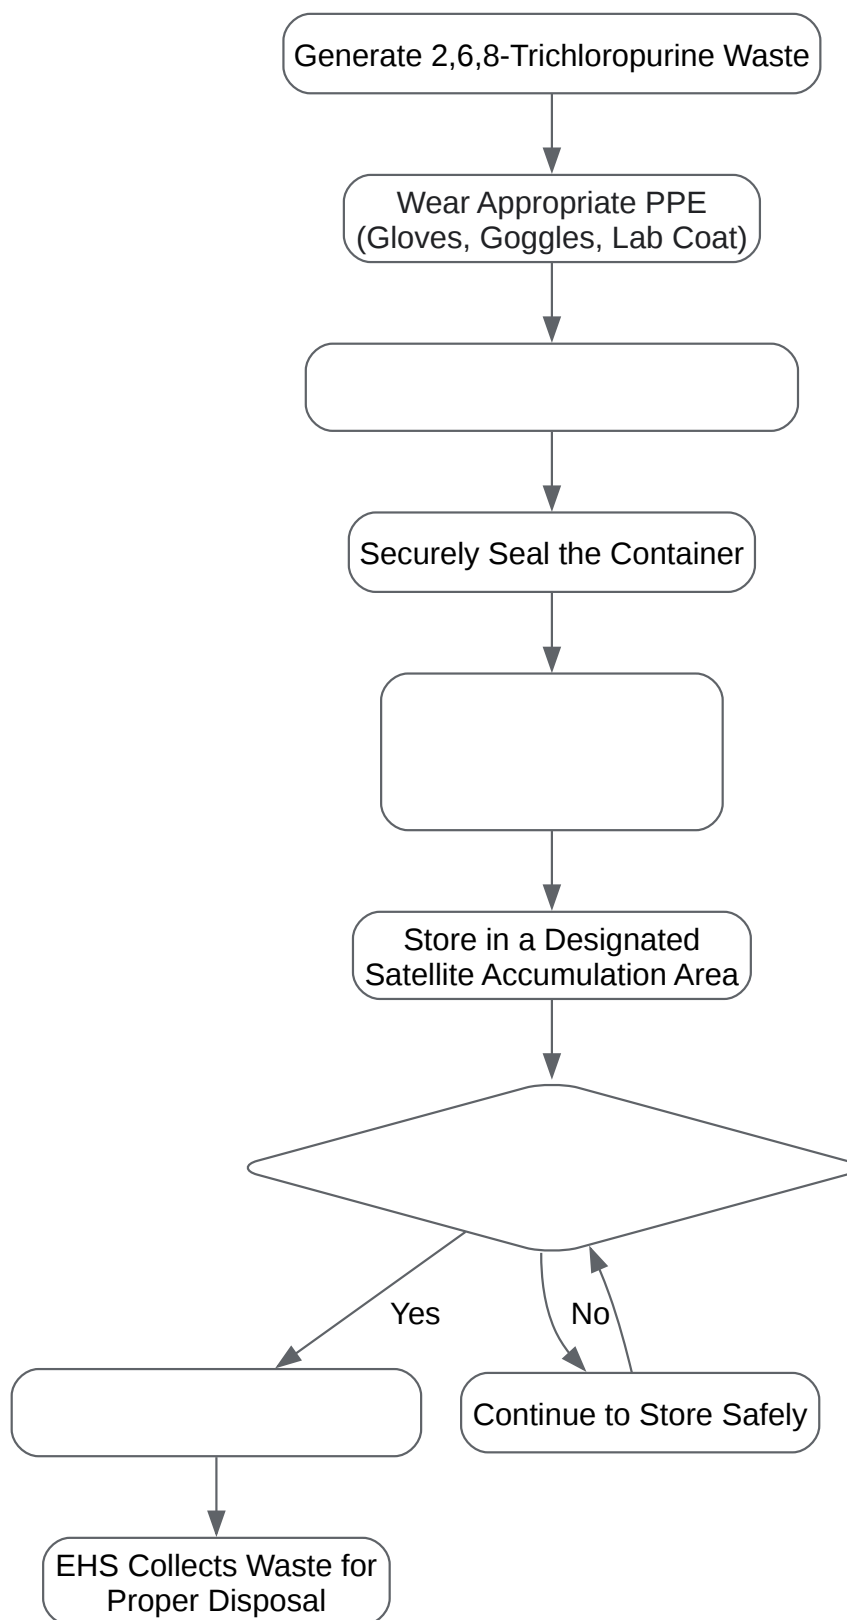 Generate 2,6,8-Trichloropurine Waste
Wear Appropriate PPE
(Gloves, Goggles, Lab Coat)
Securely Seal the Container
Store in a Designated
Satellite Accumulation Area
Yes
No
Continue to Store Safely
EHS Collects Waste for
Proper Disposal